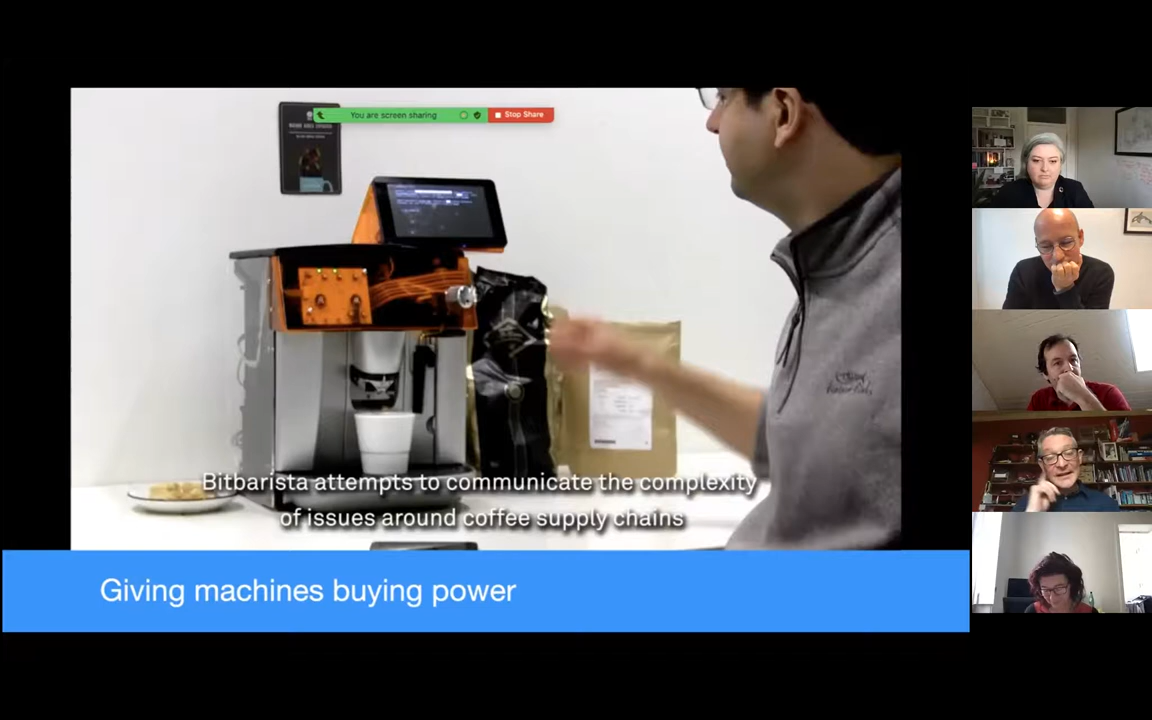 You are screen sharing
Stop Share
Bitbarista attempts to communicate the complexity
of issues around coffee supply chains
Giving machines buying power